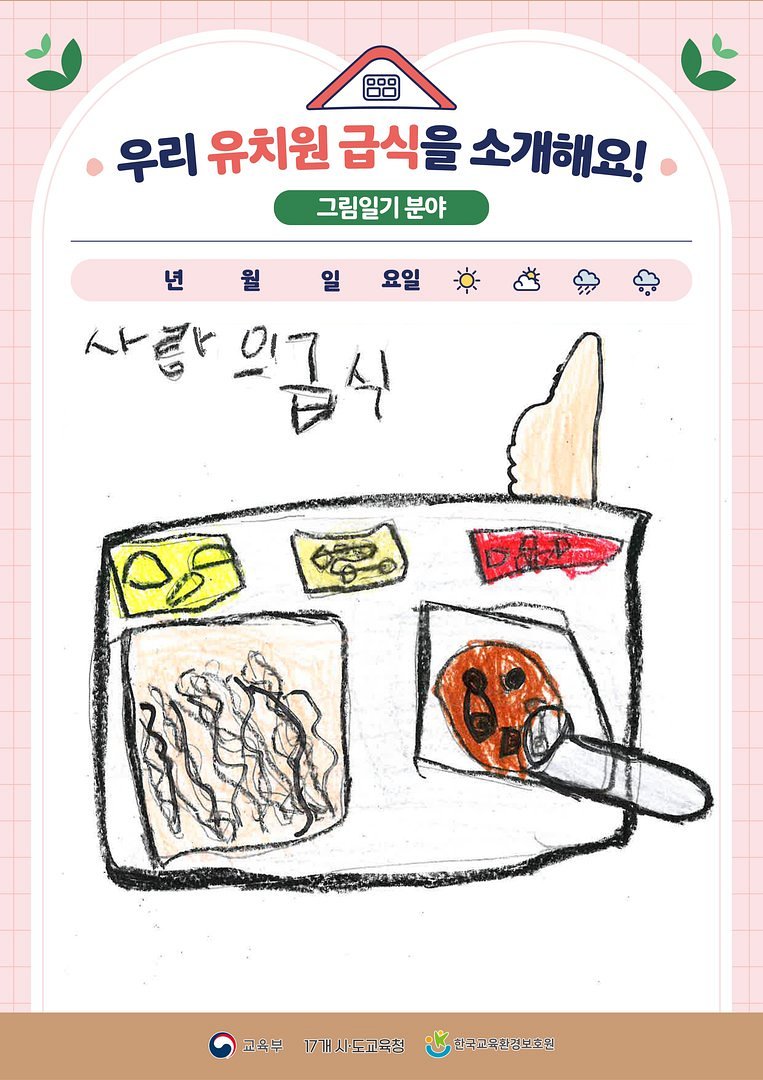 우리 유치원 급식을 소개해요!
그림일기 분야
년 월 일 요일
사랑의급식
교육부 17개 시·도교육청 한국교육환경보호원